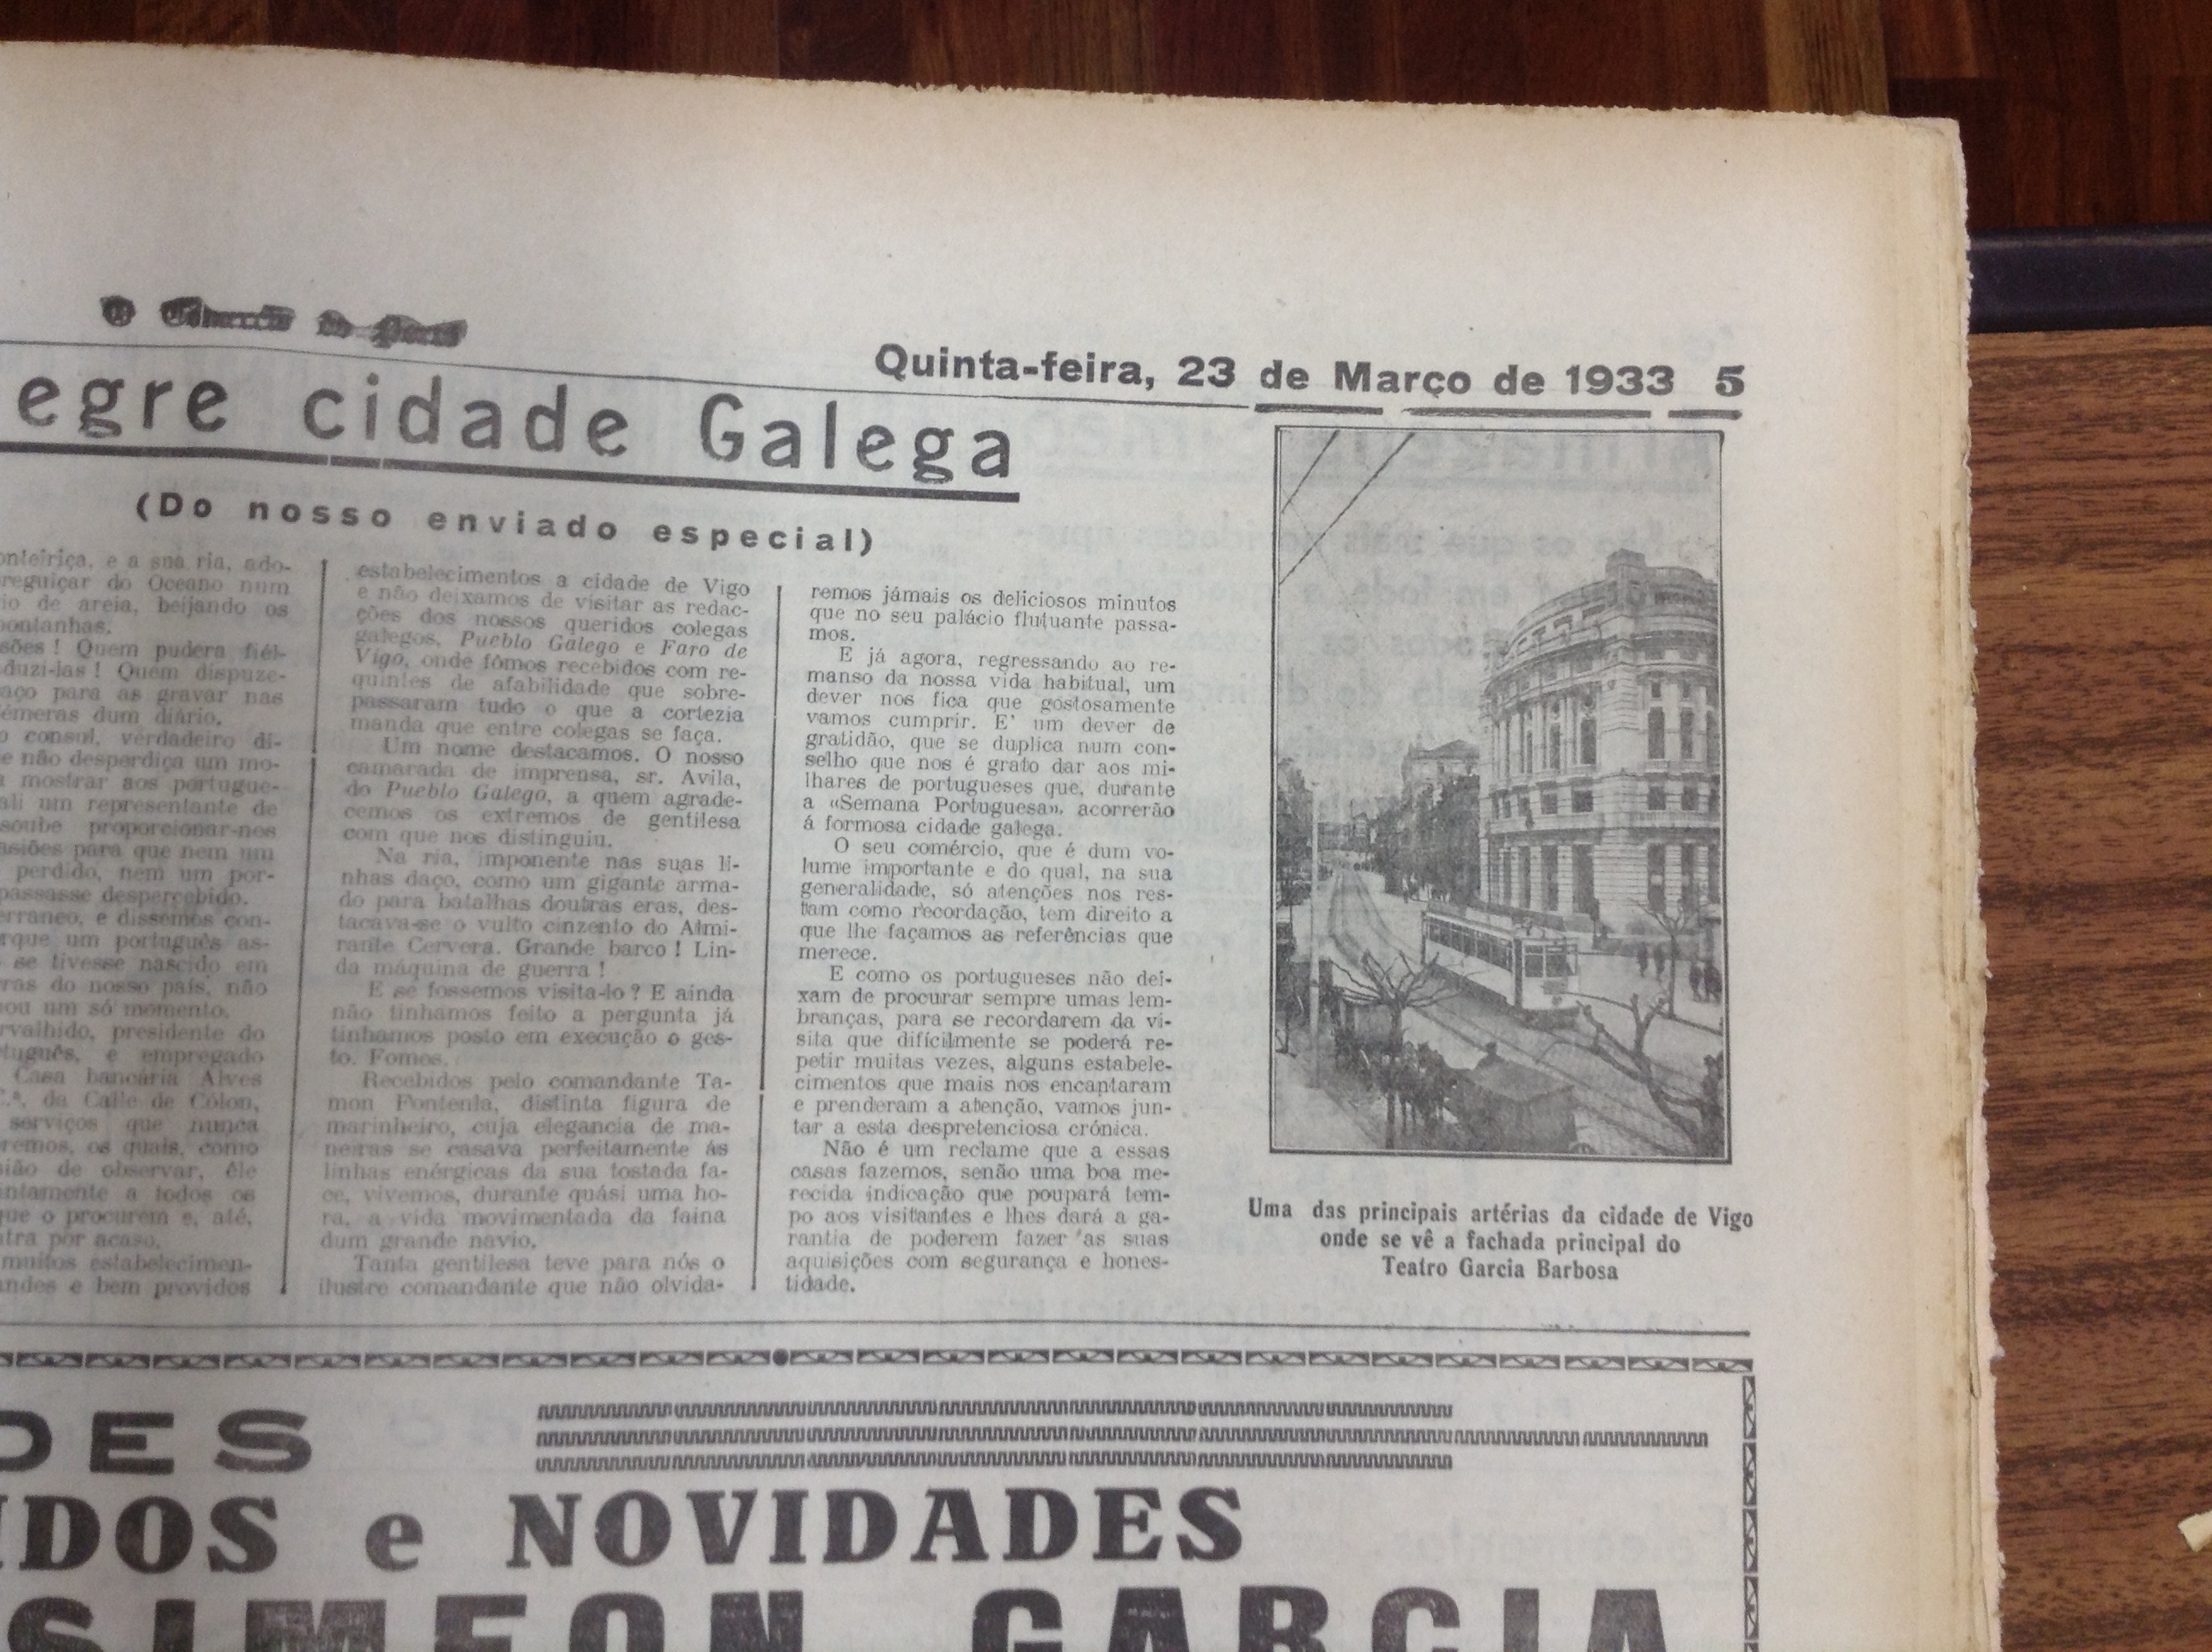 O Comercio do Porto
Quinta-feira, 23 de Março de 1933 5
egre cidade Galega
(Do nosso enviado especial)
onteiriça, e a sua ria, ado-
reguiçar do Oceano num
io de areia, beijando os
ontanhas.
sões! Quem pudera fiél-
duzi-las! Quem dispuze-
aço para as gravar nas
émeras dum diário.
o consul, verdadeiro di-
e não desperdiça um mo-
a mostrar aos portugue-
ali um representante de
soube proporcionar-nos
asiões para que nem um
perdido, nem um por-
passasse despercebido.
erraneo, e dissemos con-
rque um português as-
se tivesse nascido em
ras do nosso país, não
ou um só momento.
rvalhido, presidente do
tuguês, e empregado
Casa bancária Alves
C.ª, da Calle de Cólon,
serviços que nunca
remos, os quais, como
ião de observar, êle
ntamente a todos os
que o procurem e, até,
ntra por acaso.
muitos estabelecimen-
andes e bem providos
estabelecimentos a cidade de Vigo
e não deixamos de visitar as redac-
ções dos nossos queridos colegas
galegos, Pueblo Galego e Faro de
Vigo, onde fômos recebidos com re-
quintes de afabilidade que sobre-
passaram tudo o que a cortezia
manda que entre colegas se faça.
Um nome destacamos. O nosso
camarada de imprensa, sr. Avila,
do Pueblo Galego, a quem agrade-
cemos os extremos de gentilesa
com que nos distinguiu.
Na ria, imponente nas suas li-
nhas daço, como um gigante arma-
do para batalhas doutras eras, des-
tacava-se o vulto cinzento do Almi-
rante Cervera. Grande barco! Lin-
da máquina de guerra!
E se fossemos visita-lo? E ainda
não tinhamos feito a pergunta já
tinhamos posto em execução o ges-
to. Fomos.
Recebidos pelo comandante Ta-
mon Fontenla, distinta figura de
marinheiro, cuja elegancia de ma-
neiras se casava perfeitamente ás
linhas enérgicas da sua tostada fa-
ce, vivemos, durante quási uma ho-
ra, a vida movimentada da faina
dum grande navio.
Tanta gentilesa teve para nós o
ilustre comandante que não olvida-
remos jámais os deliciosos minutos
que no seu palácio flutuante passa-
mos.
E já agora, regressando ao re-
manso da nossa vida habitual, um
dever nos fica que gostosamente
vamos cumprir. E' um dever de
gratidão, que se duplica num con-
selho que nos é grato dar aos mi-
lhares de portugueses que, durante
a «Semana Portuguesa», acorrerão
á formosa cidade galega.
O seu comércio, que é dum vo-
lume importante e do qual, na sua
generalidade, só atenções nos res-
tam como recordação, tem direito a
que lhe façamos as referências que
merece.
E como os portugueses não dei-
xam de procurar sempre umas lem-
branças, para se recordarem da vi-
sita que difícilmente se poderá re-
petir muitas vezes, alguns estabele-
cimentos que mais nos encantaram
e prenderam a atenção, vamos jun-
tar a esta despretenciosa crónica.
Não é um reclame que a essas
casas fazemos, senão uma boa me-
recida indicação que poupará tem-
po aos visitantes e lhes dará a ga-
rantia de poderem fazer as suas
aquisições com segurança e hones-
tidade.
Uma das principais artérias da cidade de Vigo
onde se vê a fachada principal do
Teatro Garcia Barbosa
DES
IDOS e NOVIDADES
SIMEON GARCIA